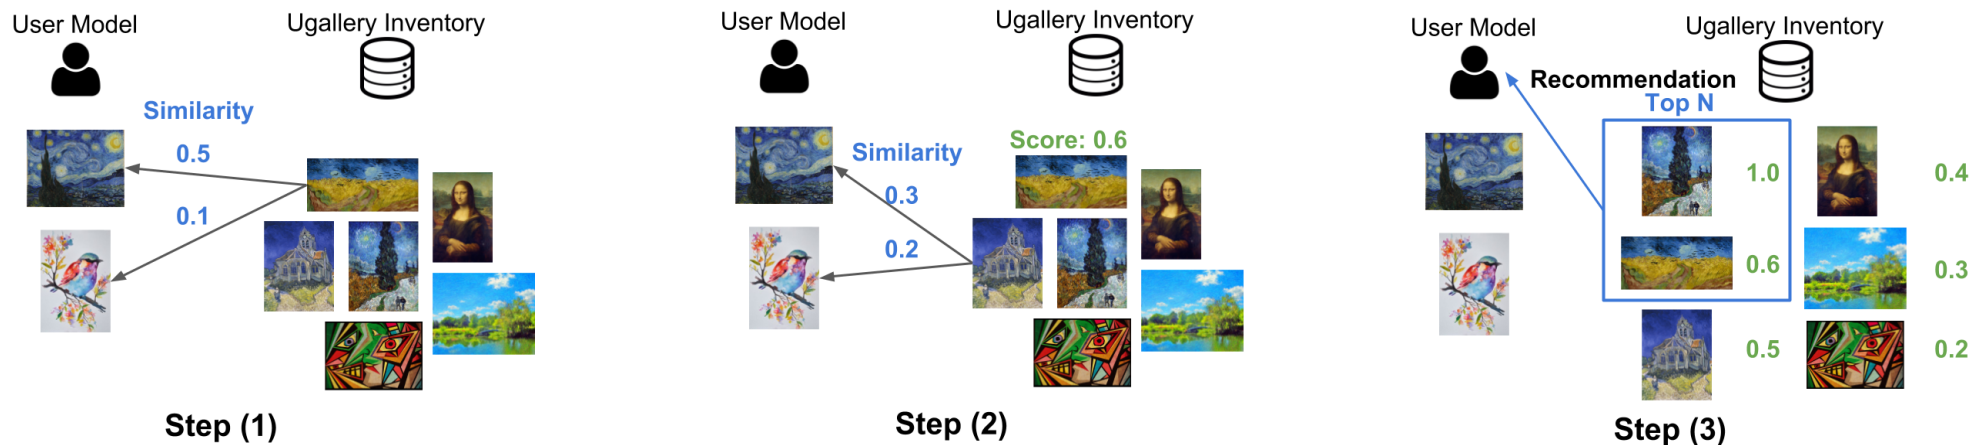 User Model
Ugallery Inventory
Similarity
0.5
0.1
Step (1)
User Model
Ugallery Inventory
Score: 0.6
Similarity
0.3
0.2
Step (2)
User Model
Ugallery Inventory
Recommendation
Top N
1.0
0.4
0.6
0.3
0.5
0.2
Step (3)